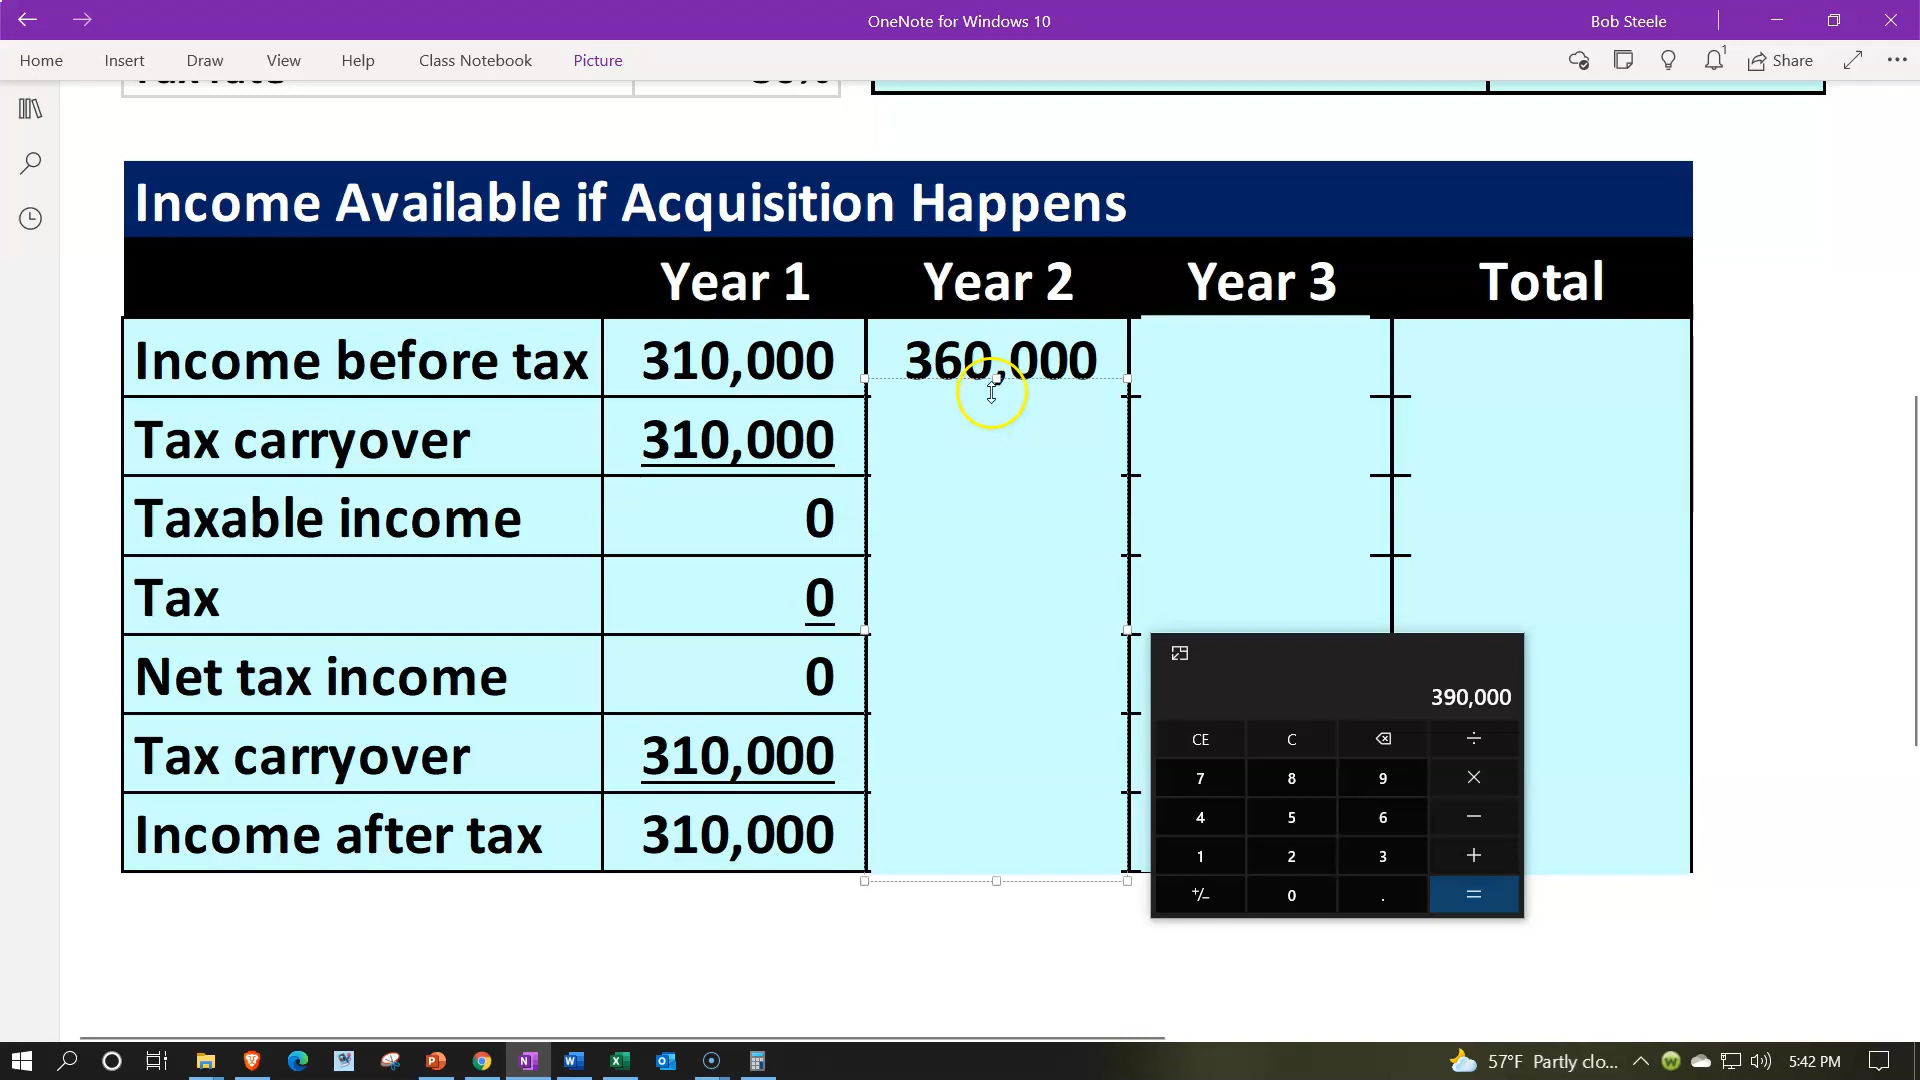 OneNote for Windows 10
Bob Steele
Home Insert Draw View Help Class Notebook Picture
1
Share
Tax rate
Income Available if Acquisition Happens
Year 1 Year 2 Year 3 Total
Income before tax 310,000 360,000
Tax carryover 310,000
Taxable income 0
Tax 0
Net tax income 0
Tax carryover 310,000
Income after tax 310,000
390,000
CE C ÷
7 8 9 ×
4 5 6 −
1 2 3 +
+/− 0 . =
57°F Partly clo...
5:42 PM